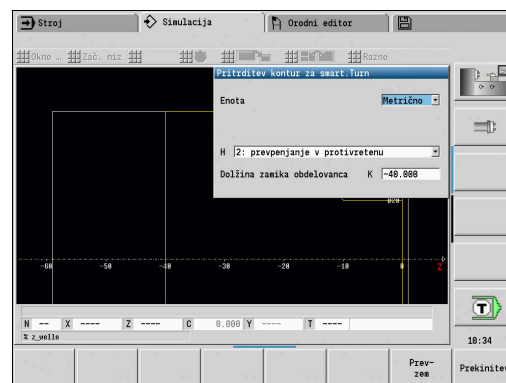 Stroj Simulacija Orodni editor
Okno … Zač. niz Razno
Pritrditev kontur za smart.Turn
Enota Metrično
H 2: prevpenjanje v protivretenu
Dolžina zamika obdelovanca K -40.000
ø20
-60 -50 -40 -30 -20 -10 0 Z
N -- X ---- Z ---- C 0.000 Y ---- T ----
% z_welle
T
10:34
Prev-
zem
Prekinitev